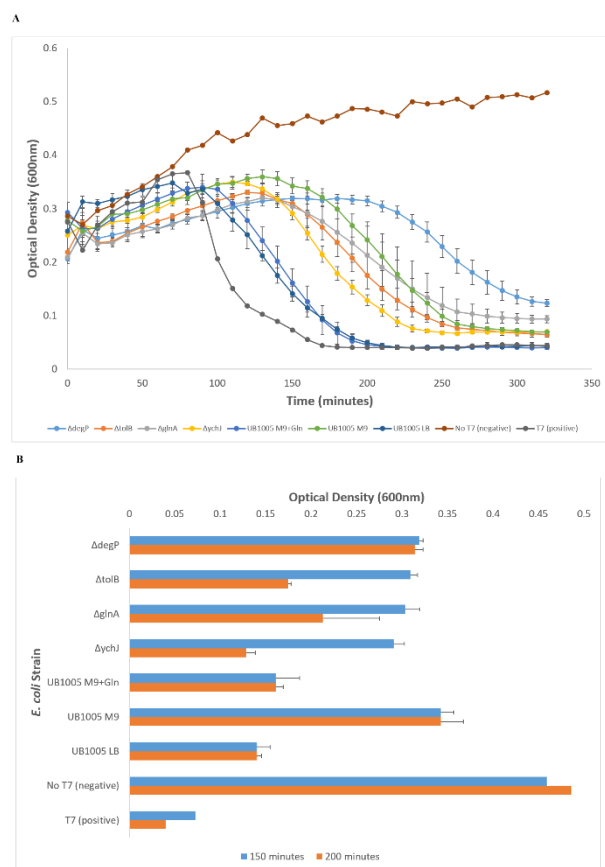 A
0.6
0.5
0.4
0.3
0.2
0.1
0
Optical Density (600nm)
0 50 100 150 200 250 300 350
Time (minutes)
ΔdegP ΔtolB ΔglnA ΔychJ UB1005 M9+Gln UB1005 M9 UB1005 LB No T7 (negative) T7 (positive)
B
Optical Density (600nm)
0 0.05 0.1 0.15 0.2 0.25 0.3 0.35 0.4 0.45 0.5
E. coli Strain
ΔdegP
ΔtolB
ΔglnA
ΔychJ
UB1005 M9+Gln
UB1005 M9
UB1005 LB
No T7 (negative)
T7 (positive)
150 minutes 200 minutes